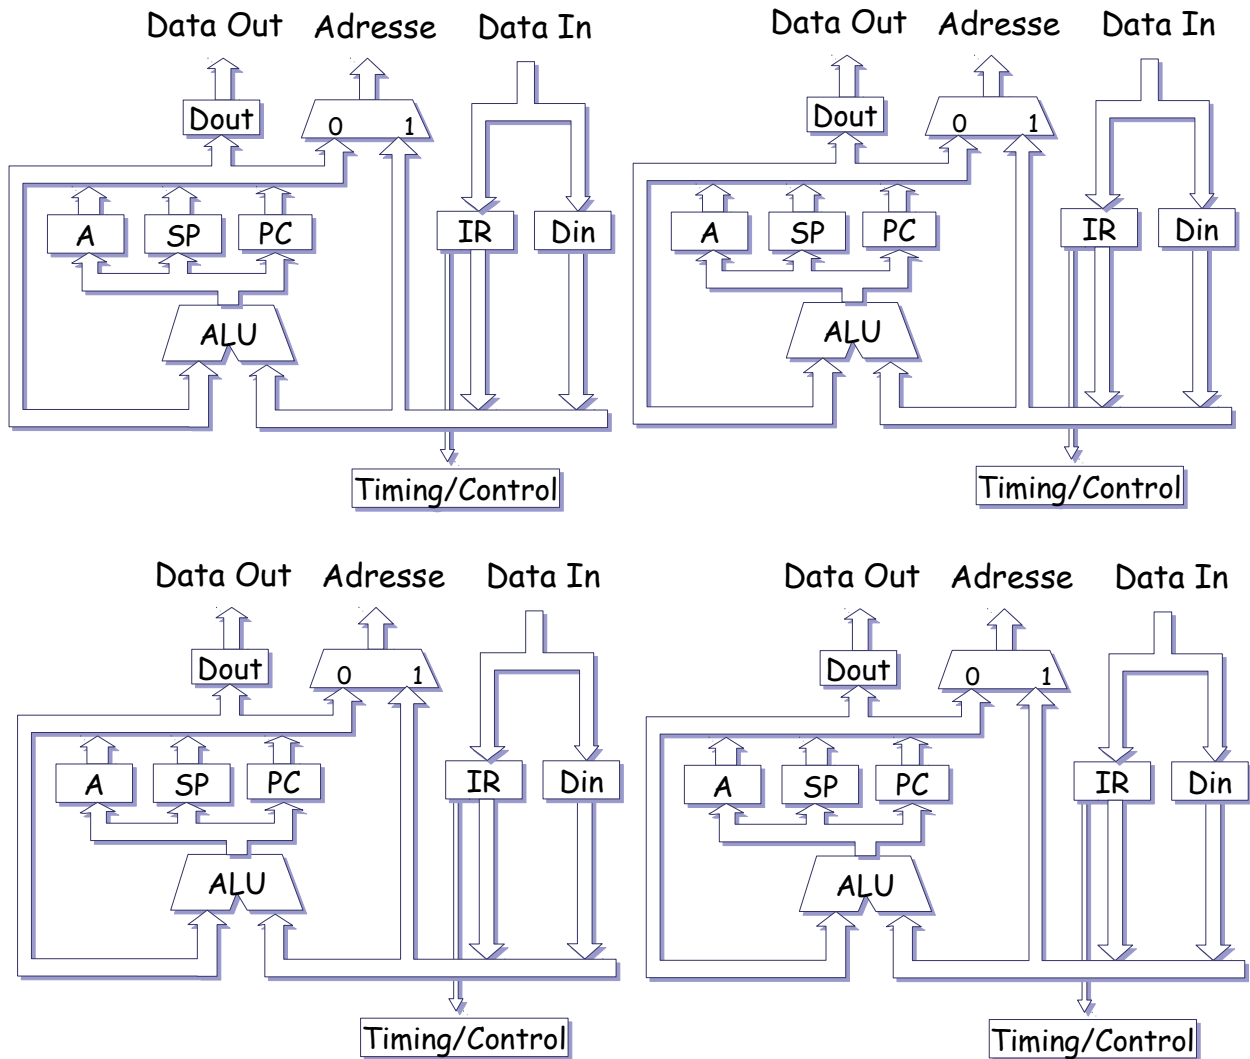 Data Out Adresse Data In
Dout 0 1
A SP PC IR Din
ALU
Timing/Control
Data Out Adresse Data In
Dout 0 1
A SP PC IR Din
ALU
Timing/Control
Data Out Adresse Data In
Dout 0 1
A SP PC IR Din
ALU
Timing/Control
Data Out Adresse Data In
Dout 0 1
A SP PC IR Din
ALU
Timing/Control